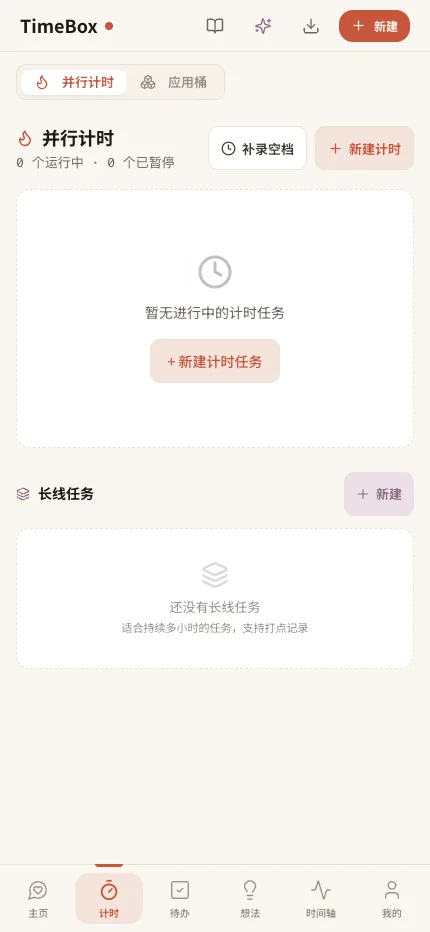 TimeBox
新建
并行计时
应用桶
并行计时
0 个运行中 · 0 个已暂停
补录空档
+ 新建计时
暂无进行中的计时任务
+ 新建计时任务
长线任务
+ 新建
还没有长线任务
适合持续多小时的任务，支持打点记录
主页
计时
待办
想法
时间轴
我的